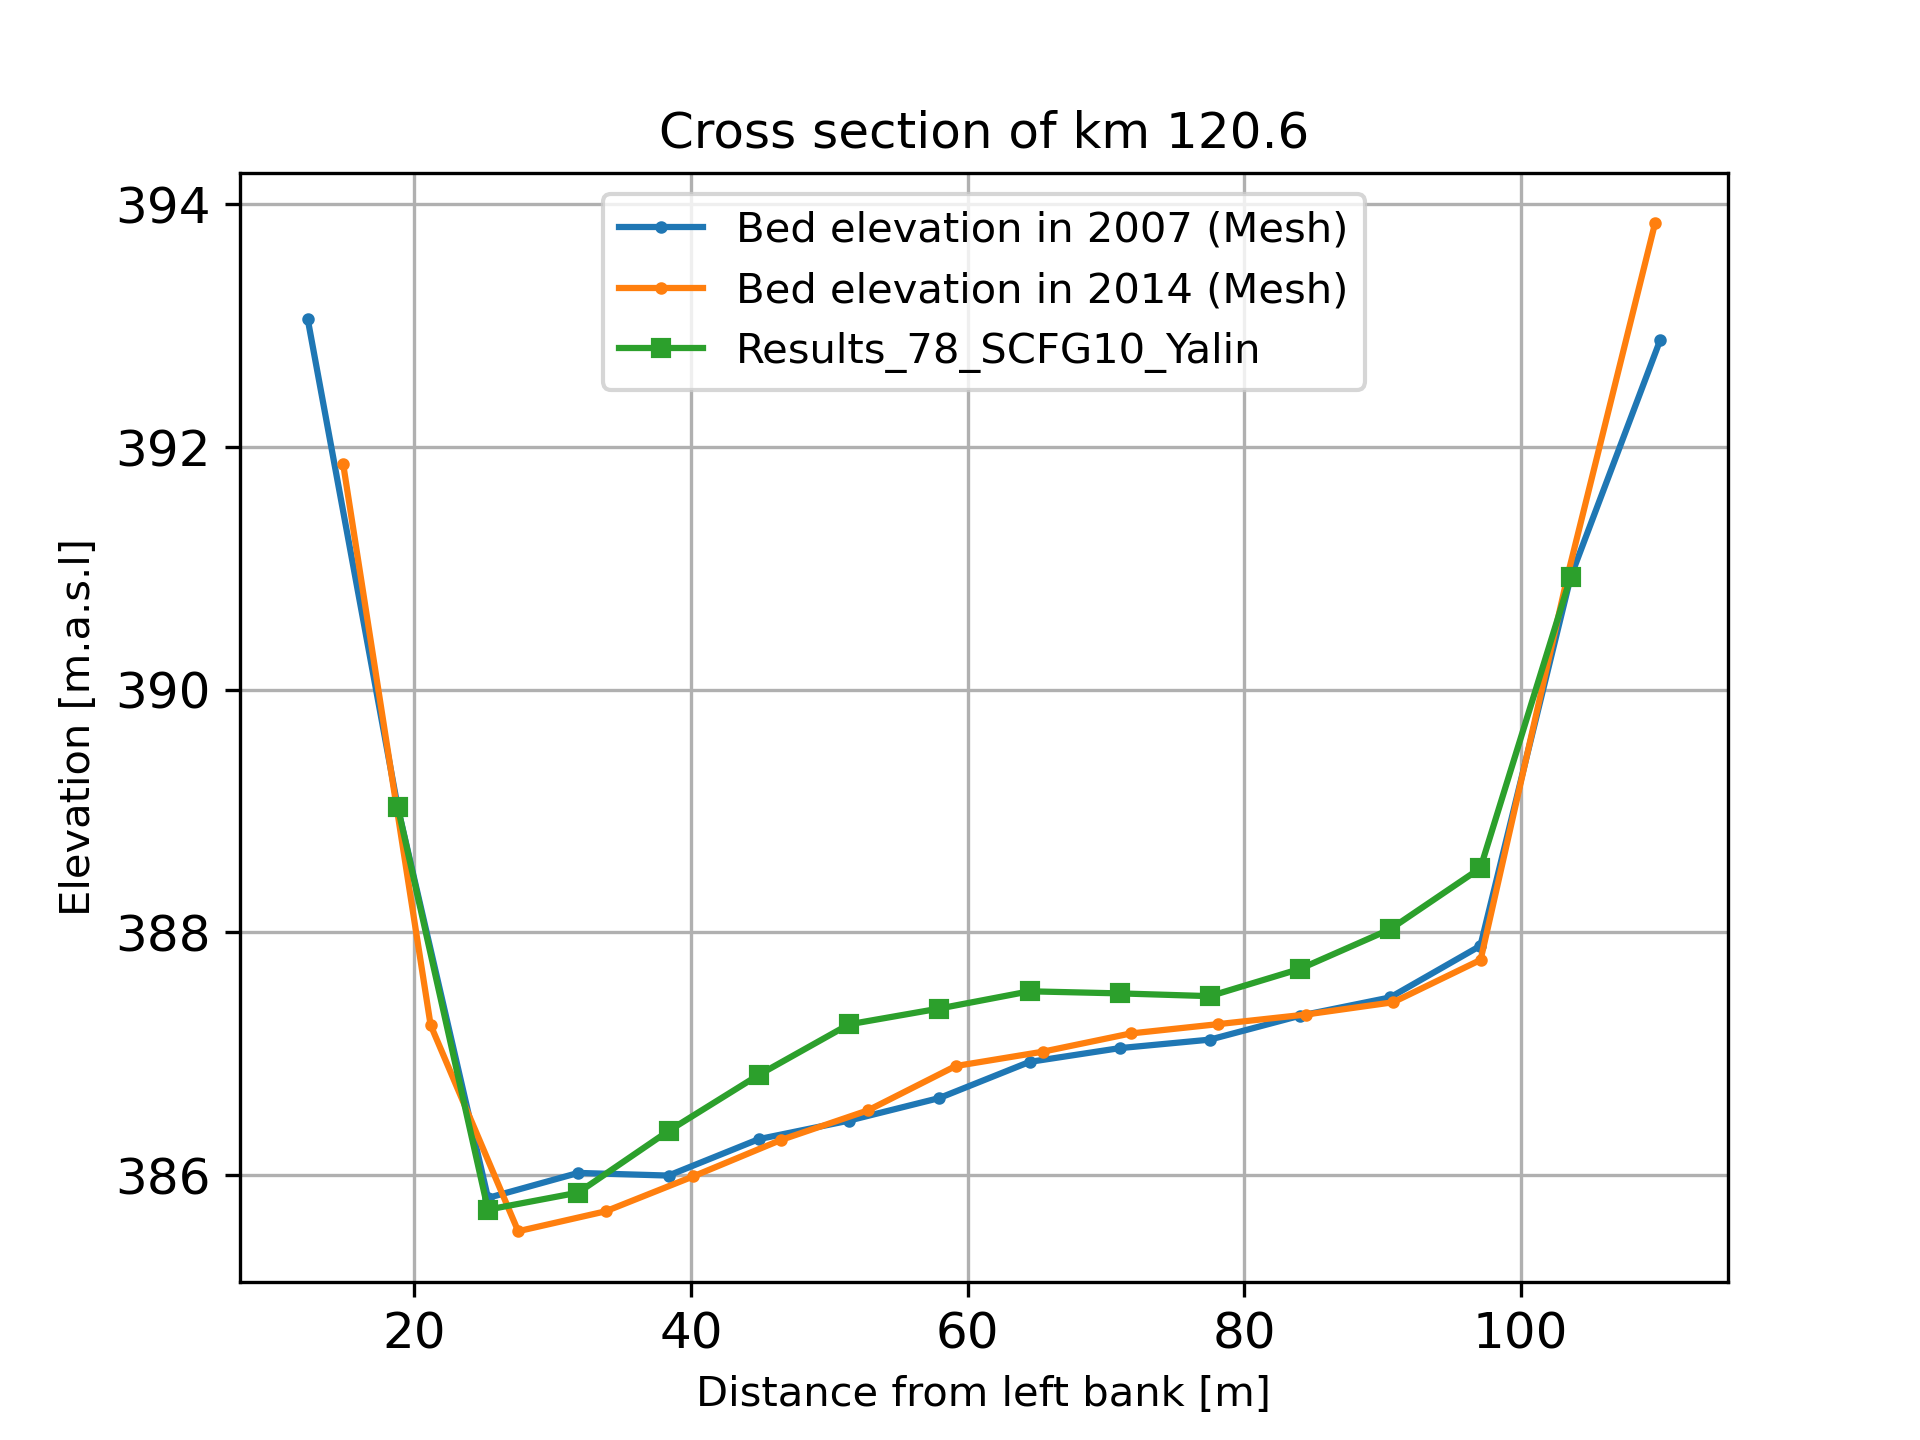 Cross section of km 120.6
394
392
390
388
386
Elevation [m.a.s.l]
Bed elevation in 2007 (Mesh)
Bed elevation in 2014 (Mesh)
Results_78_SCFG10_Yalin
20 40 60 80 100
Distance from left bank [m]